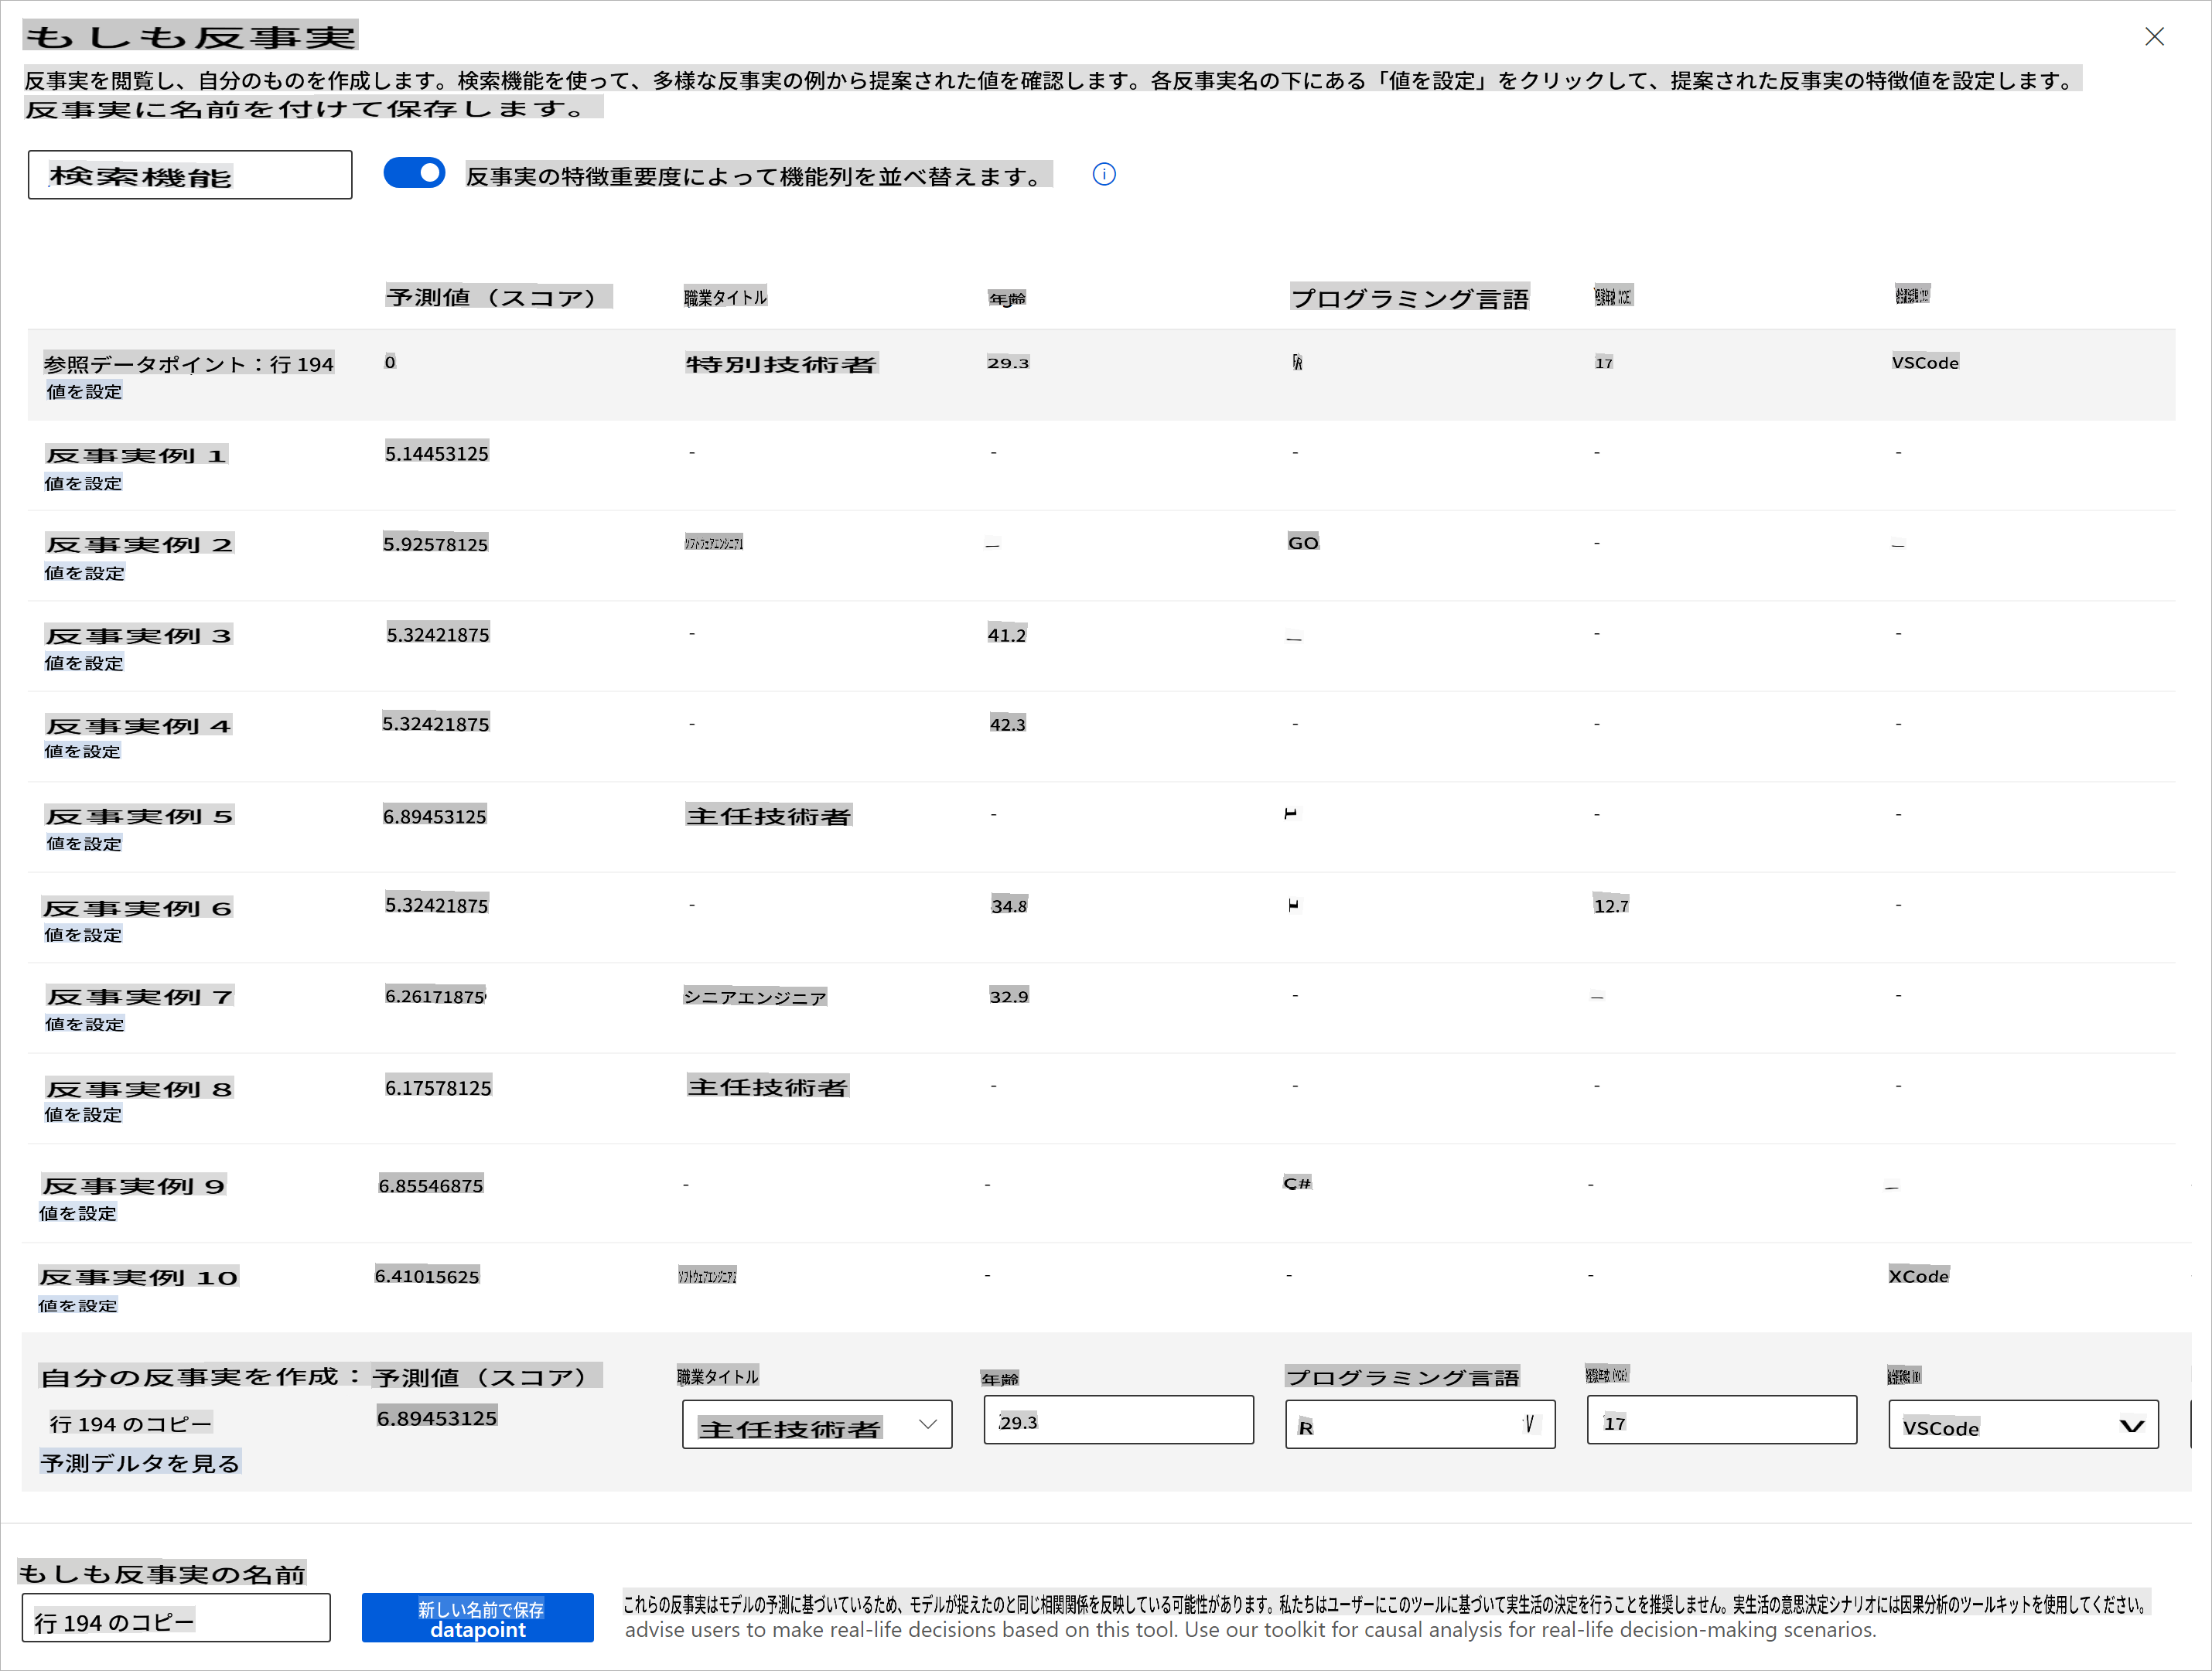 もしも反事実
反事実を閲覧し、自分のものを作成します。検索機能を使って、多様な反事実の例から提案された値を確認します。各反事実名の下にある「値を設定」をクリックして、提案された反事実の特徴値を設定します。
反事実に名前を付けて保存します。
検索機能
反事実の特徴重要度によって機能列を並べ替えます。
予測値（スコア） 職業タイトル 年齢 プログラミング言語
参照データポイント：行 194 0 特別技術者 29.3 R 17 VSCode
値を設定
反事実例 1 5.14453125 - - - - -
値を設定
反事実例 2 5.92578125 ソフトウェアエンジニア1 — GO - —
値を設定
反事実例 3 5.32421875 - 41.2 — - -
値を設定
反事実例 4 5.32421875 - 42.3 - - -
値を設定
反事実例 5 6.89453125 主任技術者 - - -
値を設定
反事実例 6 5.32421875 - 34.8 12.7 -
値を設定
反事実例 7 6.26171875 シニアエンジニア 32.9 - — -
値を設定
反事実例 8 6.17578125 主任技術者 - - - -
値を設定
反事実例 9 6.85546875 - - C# - —
値を設定
反事実例 10 6.41015625 ソフトウェアエンジニア2 - - - XCode
値を設定
自分の反事実を作成： 予測値（スコア） 職業タイトル 年齢 プログラミング言語
行 194 のコピー 6.89453125 主任技術者 29.3 R 17 VSCode
予測デルタを見る
もしも反事実の名前
行 194 のコピー
新しい名前で保存
datapoint
これらの反事実はモデルの予測に基づいているため、モデルが捉えたのと同じ相関関係を反映している可能性があります。私たちはユーザーにこのツールに基づいて実生活の決定を行うことを推奨しません。実生活の意思決定シナリオには因果分析のツールキットを使用してください。
advise users to make real-life decisions based on this tool. Use our toolkit for causal analysis for real-life decision-making scenarios.